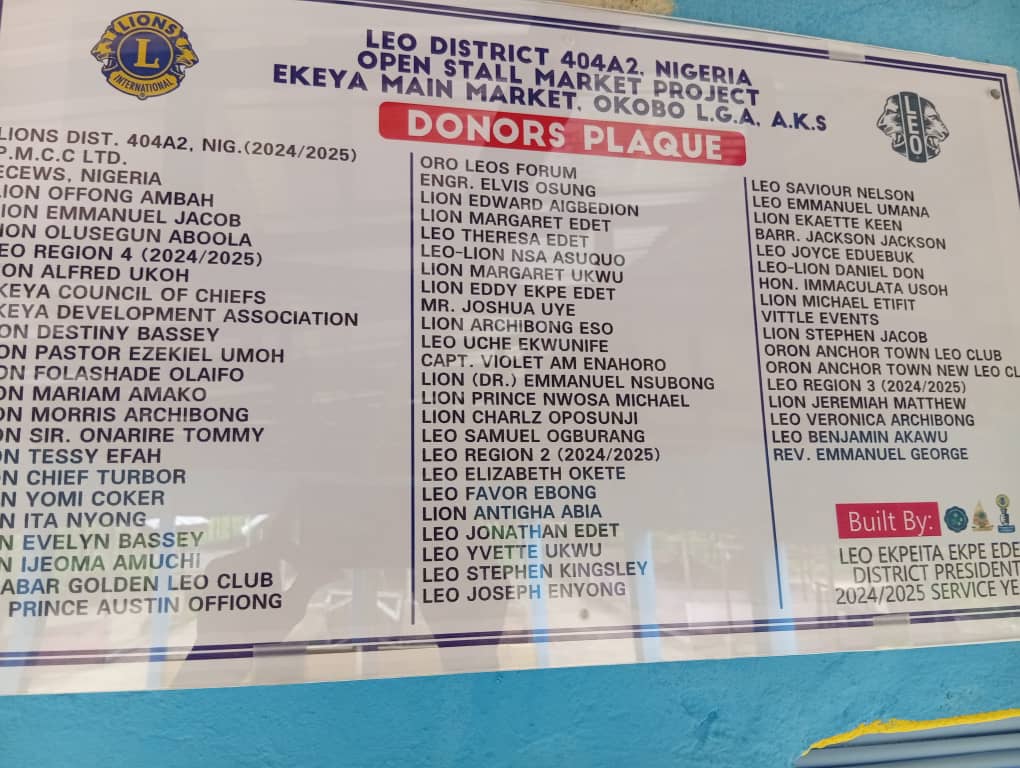 LIONS
L
INTERNATIONAL
LEO DISTRICT 404A2, NIGERIA
OPEN STALL MARKET PROJECT
EKEYA MAIN MARKET, OKOBO L.G.A, A.K.S
LEO
DONORS PLAQUE
LIONS DIST. 404A2, NIG.(2024/2025)
P.M.C.C LTD.
ECEWS, NIGERIA
LION OFFONG AMBAH
ION EMMANUEL JACOB
ION OLUSEGUN ABOOLA
EO REGION 4 (2024/2025)
ON ALFRED UKOH
KEYA COUNCIL OF CHIEFS
KEYA DEVELOPMENT ASSOCIATION
ON DESTINY BASSEY
ON PASTOR EZEKIEL UMOH
ON FOLASHADE OLAIFO
ON MARIAM AMAKO
ON MORRIS ARCHIBONG
ON SIR. ONARIRE TOMMY
ON TESSY EFAH
ON CHIEF TURBOR
N YOMI COKER
N ITA NYONG
N EVELYN BASSEY
N IJEOMA AMUCHI
ABAR GOLDEN LEO CLUB
PRINCE AUSTIN OFFIONG
ORO LEOS FORUM
ENGR. ELVIS OSUNG
LION EDWARD AIGBEDION
LION MARGARET EDET
LEO THERESA EDET
LEO-LION NSA ASUQUO
LION MARGARET UKWU
LION EDDY EKPE EDET
MR. JOSHUA UYE
LION ARCHIBONG ESO
LEO UCHE EKWUNIFE
CAPT. VIOLET AM ENAHORO
LION (DR.) EMMANUEL NSUBONG
LION PRINCE NWOSA MICHAEL
LION CHARLZ OPOSUNJI
LEO SAMUEL OGBURANG
LEO REGION 2 (2024/2025)
LEO ELIZABETH OKETE
LEO FAVOR EBONG
LION ANTIGHA ABIA
LEO JONATHAN EDET
LEO YVETTE UKWU
LEO STEPHEN KINGSLEY
LEO JOSEPH ENYONG
LEO SAVIOUR NELSON
LEO EMMANUEL UMANA
LION EKAETTE KEEN
BARR. JACKSON JACKSON
LEO JOYCE EDUEBUK
LEO-LION DANIEL DON
HON. IMMACULATA USOH
LION MICHAEL ETIFIT
VITTLE EVENTS
LION STEPHEN JACOB
ORON ANCHOR TOWN LEO CLUB
ORON ANCHOR TOWN NEW LEO CL
LEO REGION 3 (2024/2025)
LION JEREMIAH MATTHEW
LEO VERONICA ARCHIBONG
LEO BENJAMIN AKAWU
REV. EMMANUEL GEORGE
Built By:
LEO EKPEITA EKPE EDE
DISTRICT PRESIDENT
2024/2025 SERVICE YE